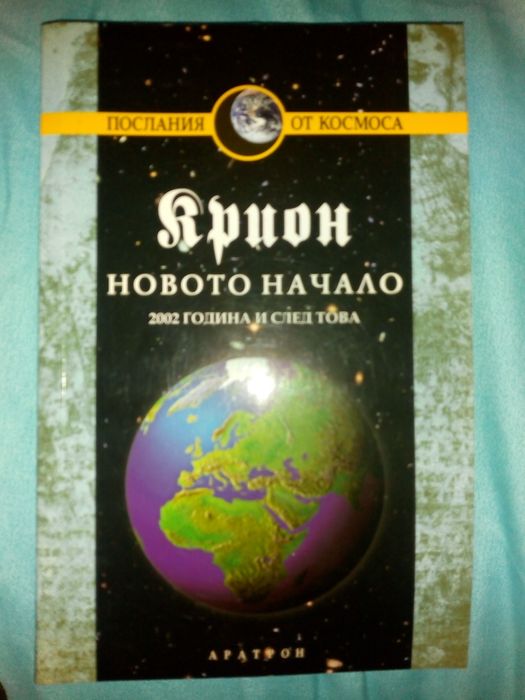 ПОСЛАНИЯ ОТ КОСМОСА
Крион
НОВОТО НАЧАЛО
2002 ГОДИНА И СЛЕД ТОВА
АРАТРОН